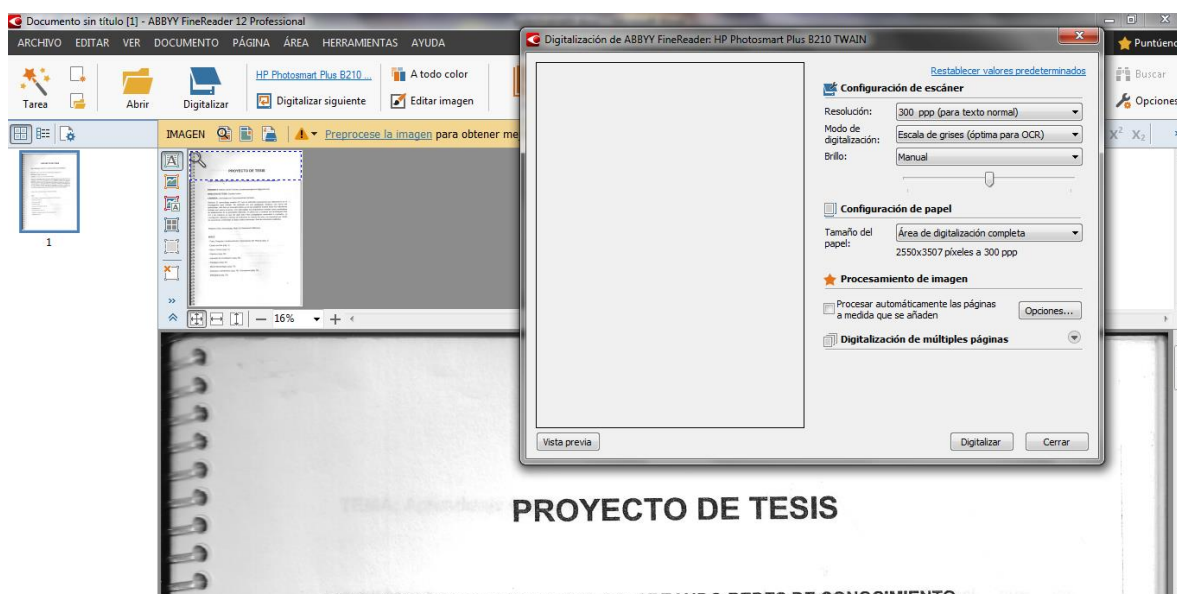 Documento sin título [1] - ABBYY FineReader 12 Professional
ARCHIVO EDITAR VER DOCUMENTO PÁGINA ÁREA HERRAMIENTAS AYUDA
Tarea
Abrir
Digitalizar
HP Photosmart Plus B210 ...
Digitalizar siguiente
A todo color
Editar imagen
IMAGEN
Preprocese la imagen para obtener me
1
PROYECTO DE TESIS
16%
Digitalización de ABBYY FineReader: HP Photosmart Plus B210 TWAIN
Restablecer valores predeterminados
Configuración de escáner
Resolución: 300 ppp (para texto normal)
Modo de digitalización: Escala de grises (óptima para OCR)
Brillo: Manual
Configuración de papel
Tamaño del papel: Área de digitalización completa
2550x3507 píxeles a 300 ppp
Procesamiento de imagen
Procesar automáticamente las páginas
a medida que se añaden
Opciones...
Digitalización de múltiples páginas
Vista previa
Digitalizar
Cerrar
Puntúeno
Buscar
Opciones
X² X₂
PROYECTO DE TESIS
REDES DE CONOCIMIENTO